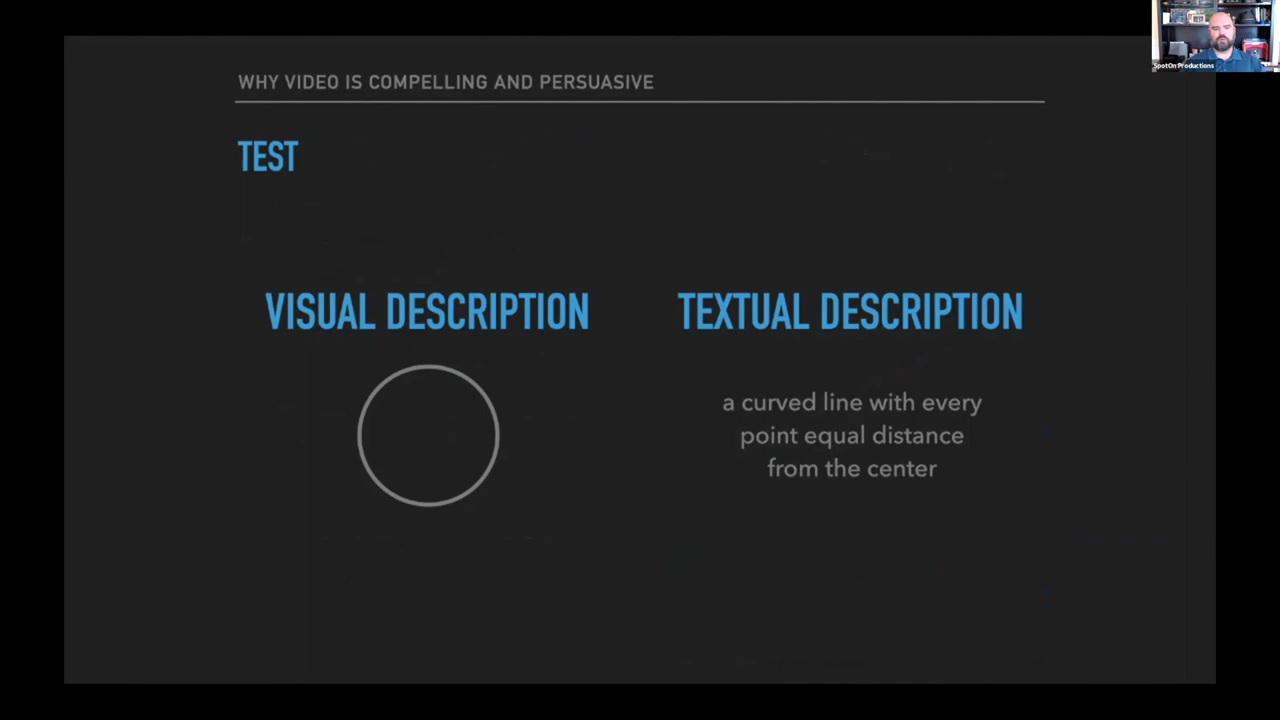 SpotOn Productions
WHY VIDEO IS COMPELLING AND PERSUASIVE
TEST
VISUAL DESCRIPTION
TEXTUAL DESCRIPTION
a curved line with every
point equal distance
from the center